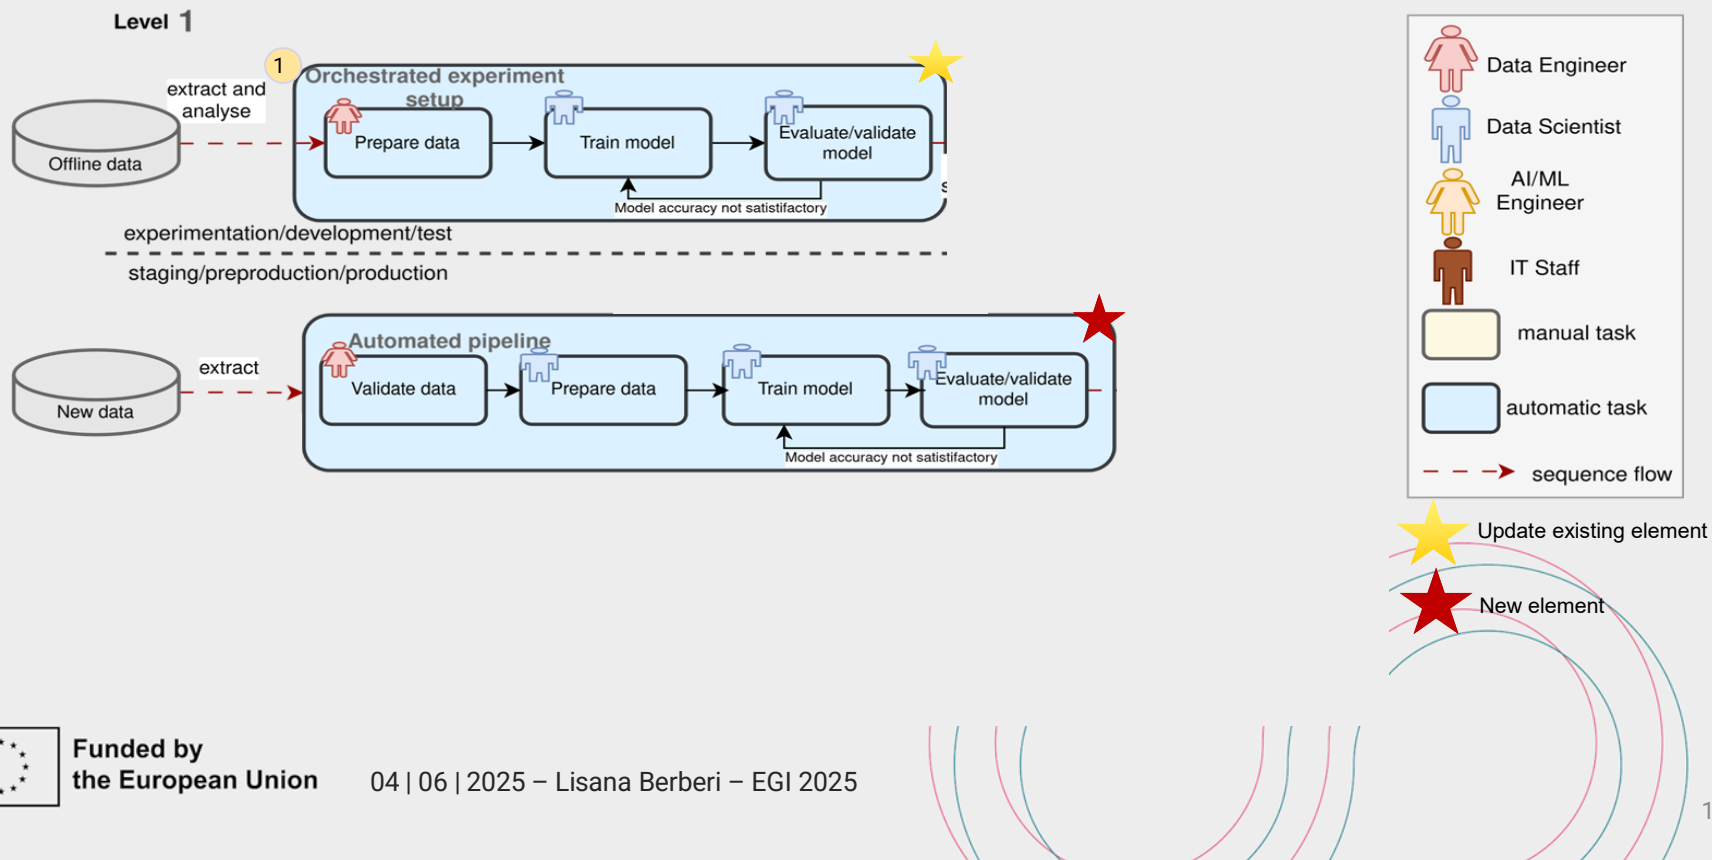 Level 1
1
Orchestrated experiment
setup
extract and
analyse
Offline data
Prepare data
Train model
Evaluate/validate
model
s
Model accuracy not satistifactory
experimentation/development/test
staging/preproduction/production
Automated pipeline
extract
New data
Validate data
Prepare data
Train model
Evaluate/validate
model
Model accuracy not satistifactory
Data Engineer
Data Scientist
AI/ML
Engineer
IT Staff
manual task
automatic task
sequence flow
Update existing element
New element
Funded by
the European Union
04 | 06 | 2025 – Lisana Berberi – EGI 2025
1